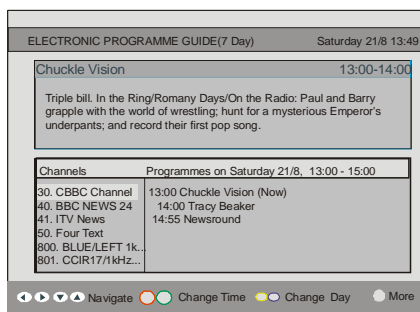 ELECTRONIC PROGRAMME GUIDE(7 Day) Saturday 21/8 13:49
Chuckle Vision 13:00-14:00
Triple bill. In the Ring/Romany Days/On the Radio: Paul and Barry
grapple with the world of wrestling; hunt for a mysterious Emperor's
underpants; and record their first pop song.
Channels Programmes on Saturday 21/8, 13:00 - 15:00
30. CBBC Channel 13:00 Chuckle Vision (Now)
40. BBC NEWS 24 14:00 Tracy Beaker
41. ITV News 14:55 Newsround
50. Four Text
800. BLUE/LEFT 1k...
801. CCIR17/1kHz...
Navigate Change Time Change Day More